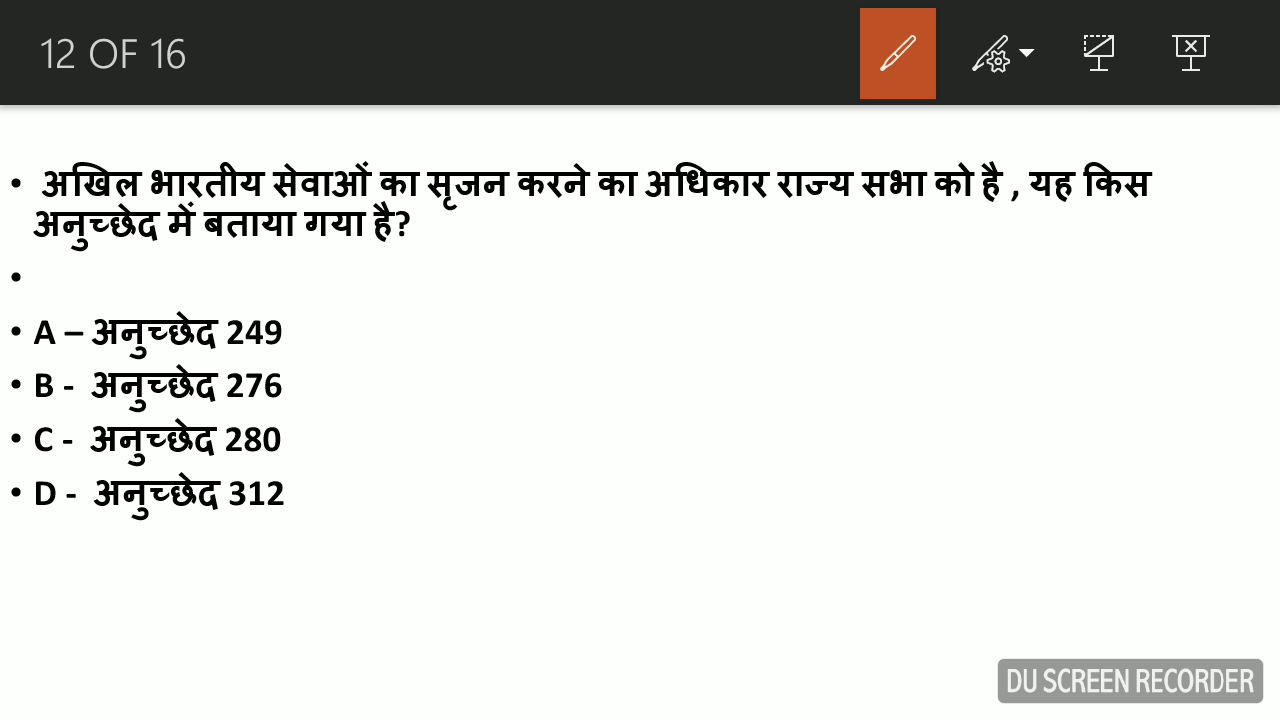 12 OF 16
• अखिल भारतीय सेवाओं का सृजन करने का अधिकार राज्य सभा को है , यह किस
अनुच्छेद में बताया गया है?
•
• A – अनुच्छेद 249
• B - अनुच्छेद 276
• C - अनुच्छेद 280
• D - अनुच्छेद 312
DU SCREEN RECORDER